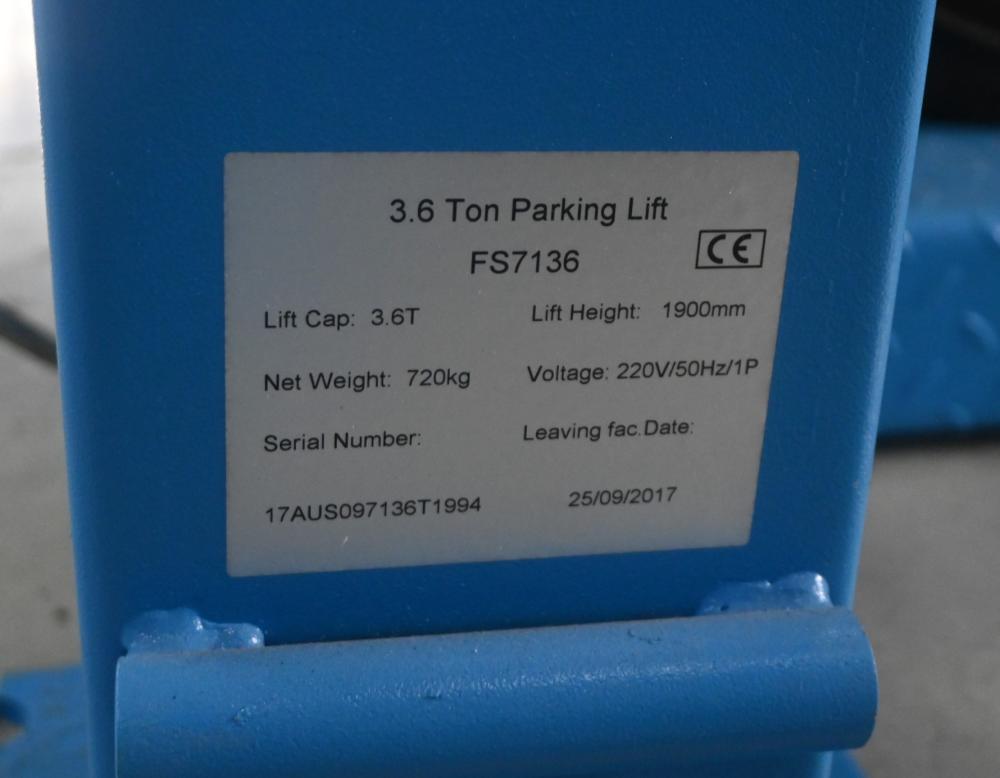 3.6 Ton Parking Lift
FS7136
CE
Lift Cap: 3.6T Lift Height: 1900mm
Net Weight: 720kg Voltage: 220V/50Hz/1P
Serial Number: Leaving fac.Date:
17AUS097136T1994 25/09/2017